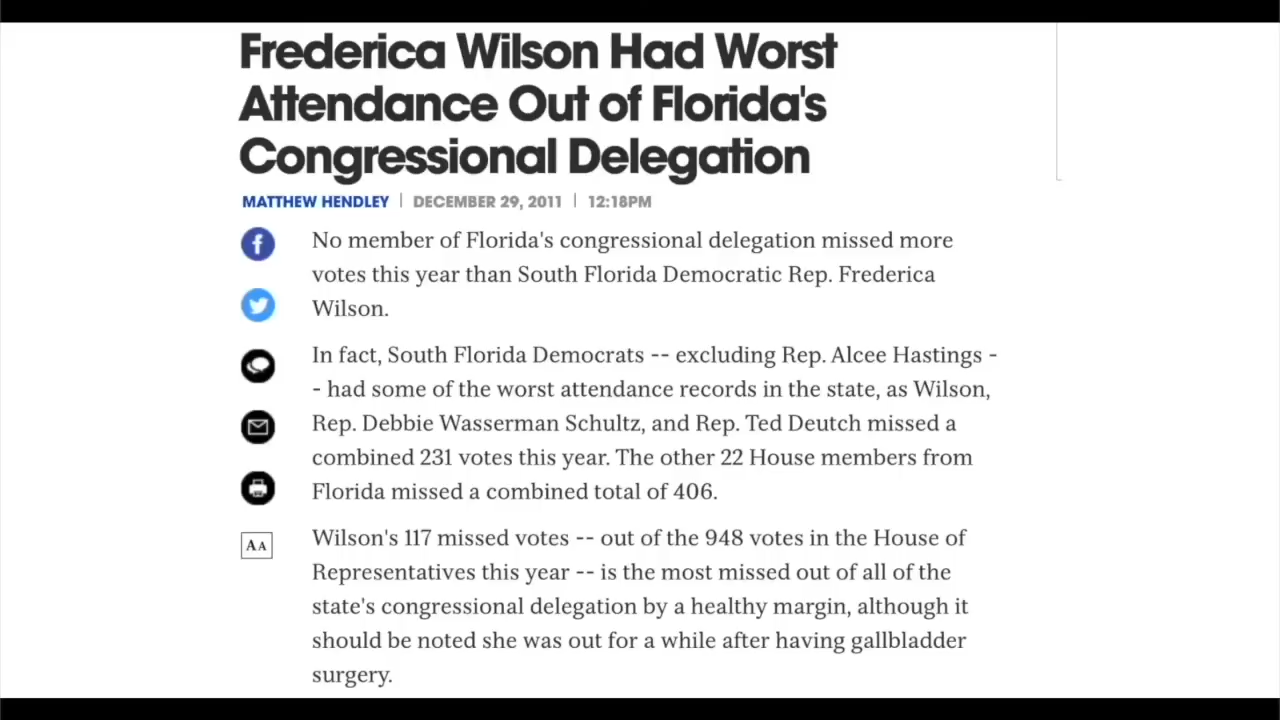 Frederica Wilson Had Worst
Attendance Out of Florida's
Congressional Delegation
MATTHEW HENDLEY | DECEMBER 29, 2011 | 12:18PM
No member of Florida's congressional delegation missed more
votes this year than South Florida Democratic Rep. Frederica
Wilson.
In fact, South Florida Democrats -- excluding Rep. Alcee Hastings -
- had some of the worst attendance records in the state, as Wilson,
Rep. Debbie Wasserman Schultz, and Rep. Ted Deutch missed a
combined 231 votes this year. The other 22 House members from
Florida missed a combined total of 406.
Wilson's 117 missed votes -- out of the 948 votes in the House of
Representatives this year -- is the most missed out of all of the
state's congressional delegation by a healthy margin, although it
should be noted she was out for a while after having gallbladder
surgery.
f
AA